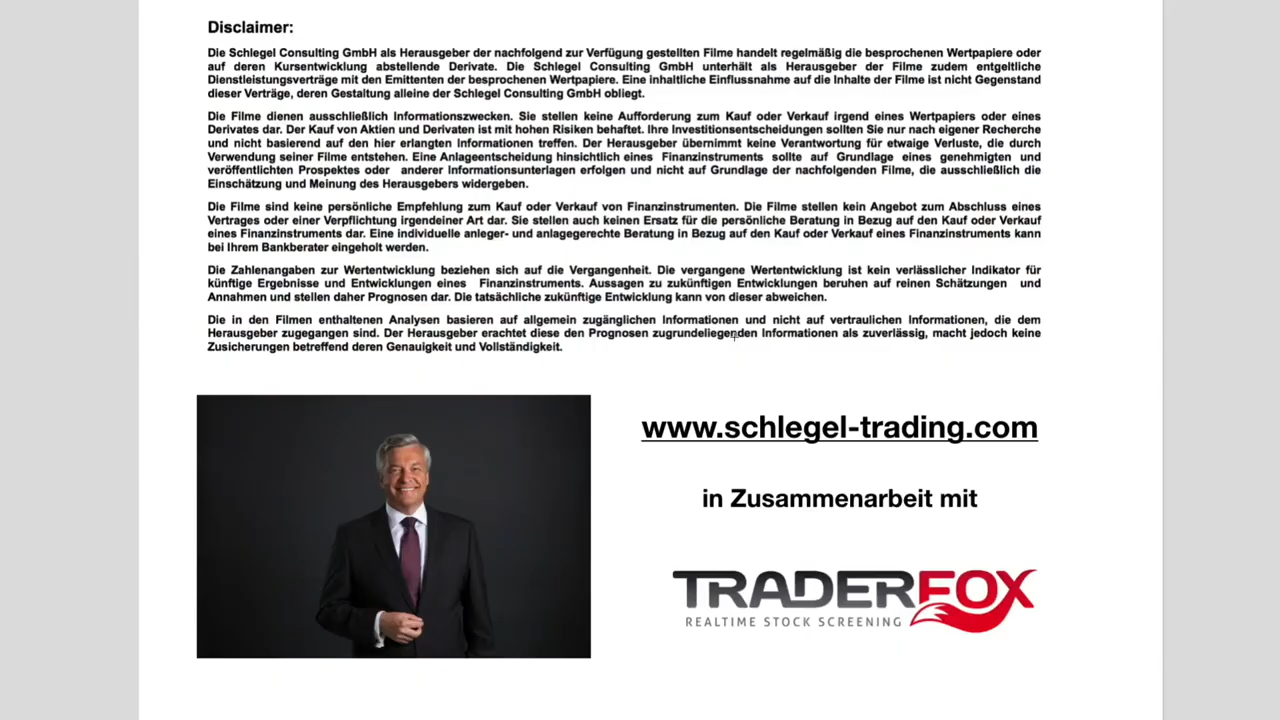 Disclaimer:
Die Schlegel Consulting GmbH als Herausgeber der nachfolgend zur Verfügung gestellten Filme handelt regelmäßig die besprochenen Wertpapiere oder
auf deren Kursentwicklung abstellende Derivate. Die Schlegel Consulting GmbH unterhält als Herausgeber der Filme zudem entgeltliche
Dienstleistungsverträge mit den Emittenten der besprochenen Wertpapiere. Eine inhaltliche Einflussnahme auf die Inhalte der Filme ist nicht Gegenstand
dieser Verträge, deren Gestaltung alleine der Schlegel Consulting GmbH obliegt.
Die Filme dienen ausschließlich Informationszwecken. Sie stellen keine Aufforderung zum Kauf oder Verkauf irgend eines Wertpapiers oder eines
Derivates dar. Der Kauf von Aktien und Derivaten ist mit hohen Risiken behaftet. Ihre Investitionsentscheidungen sollten Sie nur nach eigener Recherche
und nicht basierend auf den hier erlangten Informationen treffen. Der Herausgeber übernimmt keine Verantwortung für etwaige Verluste, die durch
Verwendung seiner Filme entstehen. Eine Anlageentscheidung hinsichtlich eines Finanzinstruments sollte auf Grundlage eines genehmigten und
veröffentlichten Prospektes oder anderer Informationsunterlagen erfolgen und nicht auf Grundlage der nachfolgenden Filme, die ausschließlich die
Einschätzung und Meinung des Herausgebers widergeben.
Die Filme sind keine persönliche Empfehlung zum Kauf oder Verkauf von Finanzinstrumenten. Die Filme stellen kein Angebot zum Abschluss eines
Vertrages oder einer Verpflichtung irgendeiner Art dar. Sie stellen auch keinen Ersatz für die persönliche Beratung in Bezug auf den Kauf oder Verkauf
eines Finanzinstruments dar. Eine individuelle anleger- und anlagegerechte Beratung in Bezug auf den Kauf oder Verkauf eines Finanzinstruments kann
bei Ihrem Bankberater eingeholt werden.
Die Zahlenangaben zur Wertentwicklung beziehen sich auf die Vergangenheit. Die vergangene Wertentwicklung ist kein verlässlicher Indikator für
künftige Ergebnisse und Entwicklungen eines Finanzinstruments. Aussagen zu zukünftigen Entwicklungen beruhen auf reinen Schätzungen und
Annahmen und stellen daher Prognosen dar. Die tatsächliche zukünftige Entwicklung kann von dieser abweichen.
Die in den Filmen enthaltenen Analysen basieren auf allgemein zugänglichen Informationen und nicht auf vertraulichen Informationen, die dem
Herausgeber zugegangen sind. Der Herausgeber erachtet diese den Prognosen zugrundeliegenden Informationen als zuverlässig, macht jedoch keine
Zusicherungen betreffend deren Genauigkeit und Vollständigkeit.
www.schlegel-trading.com
in Zusammenarbeit mit
TRADERFOX
REALTIME STOCK SCREENING